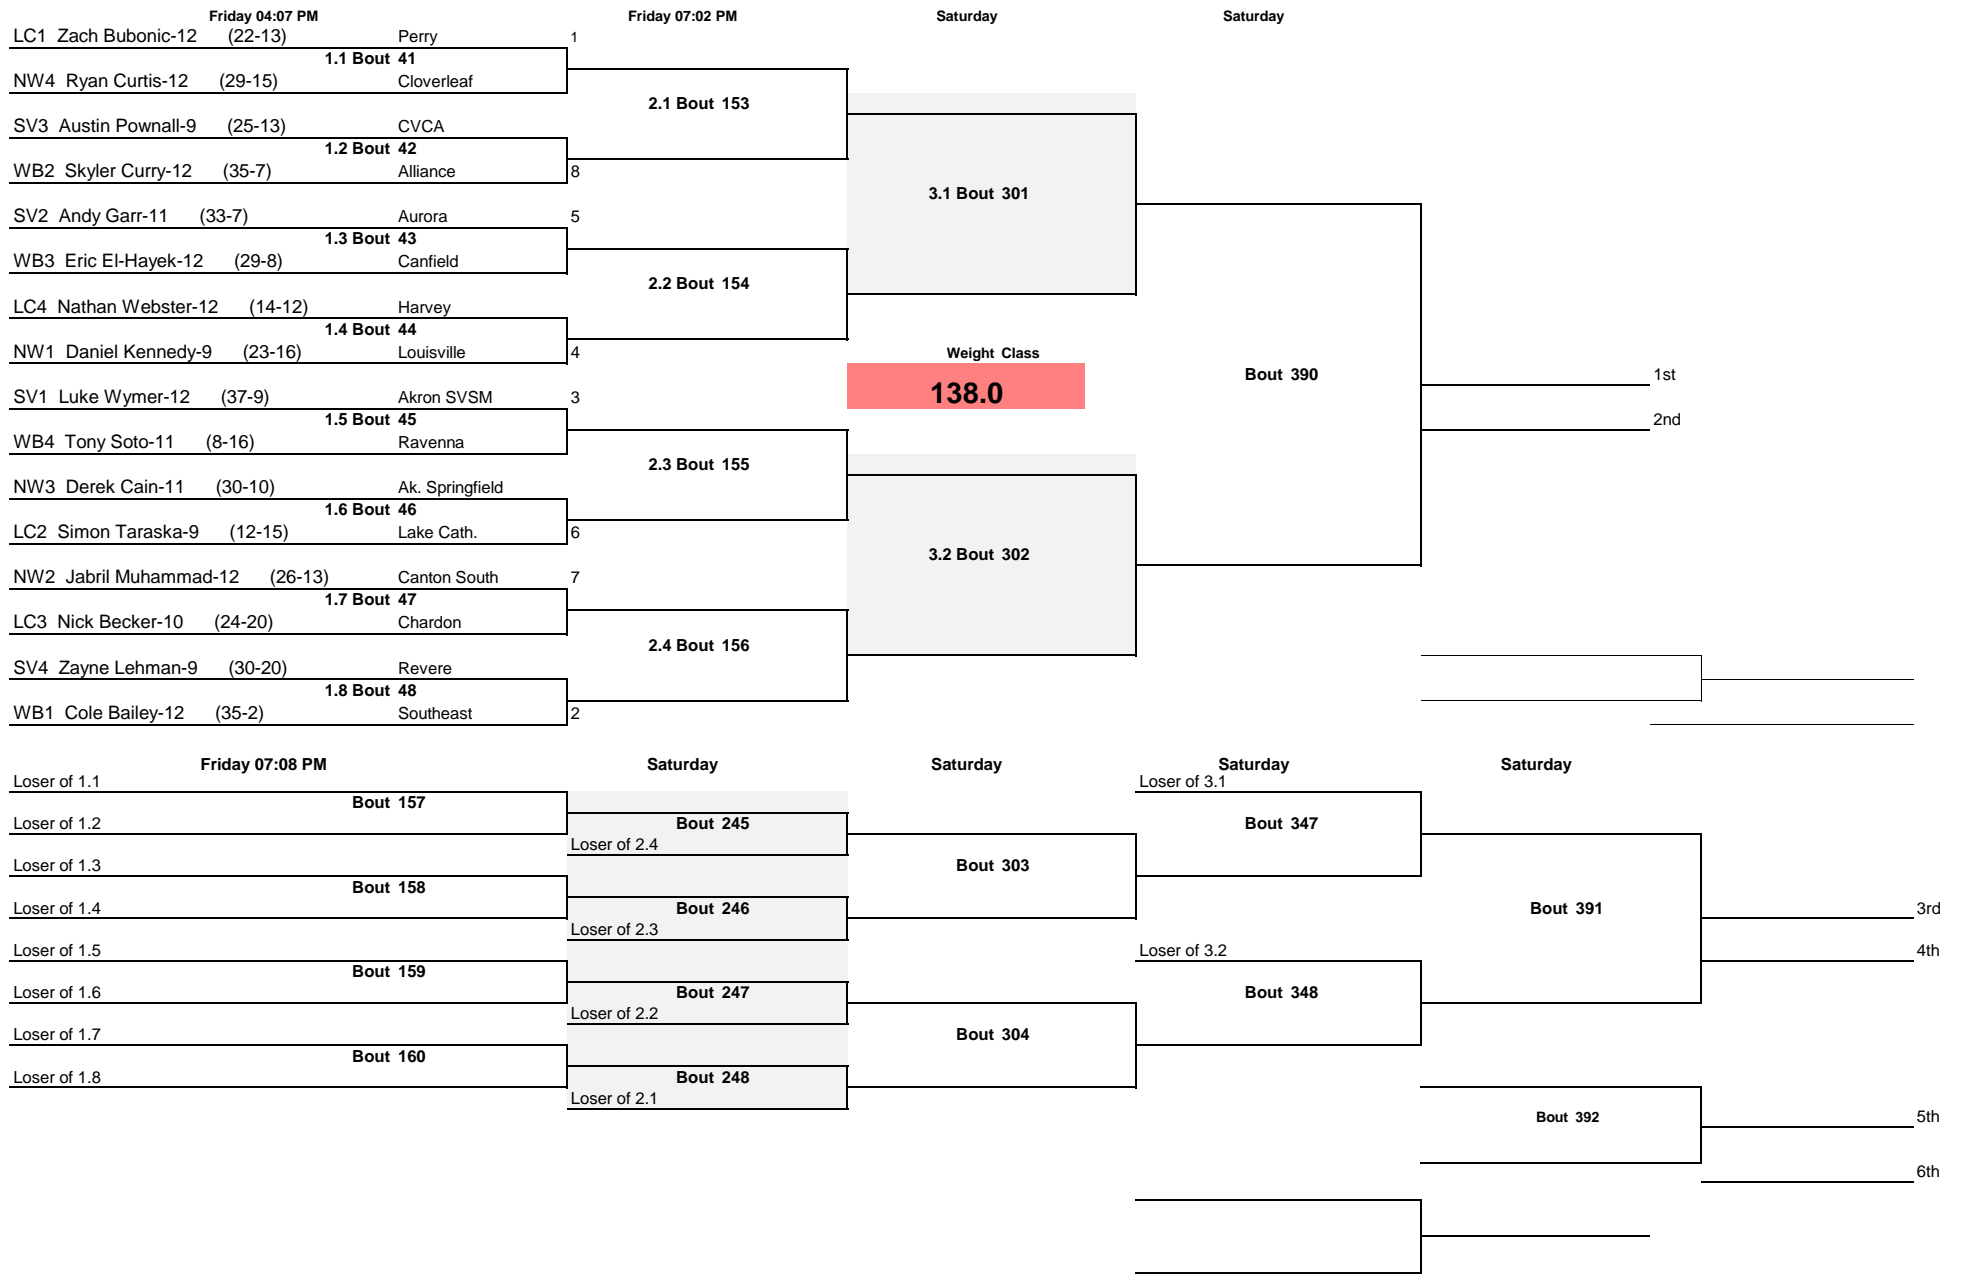 Friday 04:07 PM Friday 07:02 PM Saturday Saturday
LC1 Zach Bubonic-12 (22-13) Perry 1
1.1 Bout 41
NW4 Ryan Curtis-12 (29-15) Cloverleaf
2.1 Bout 153
SV3 Austin Pownall-9 (25-13) CVCA
1.2 Bout 42
WB2 Skyler Curry-12 (35-7) Alliance 8
3.1 Bout 301
SV2 Andy Garr-11 (33-7) Aurora 5
1.3 Bout 43
WB3 Eric El-Hayek-12 (29-8) Canfield
2.2 Bout 154
LC4 Nathan Webster-12 (14-12) Harvey
1.4 Bout 44
NW1 Daniel Kennedy-9 (23-16) Louisville 4
Weight Class
Bout 390
1st
138.0
SV1 Luke Wymer-12 (37-9) Akron SVSM 3
1.5 Bout 45
2nd
WB4 Tony Soto-11 (8-16) Ravenna
2.3 Bout 155
NW3 Derek Cain-11 (30-10) Ak. Springfield
1.6 Bout 46
LC2 Simon Taraska-9 (12-15) Lake Cath. 6
3.2 Bout 302
NW2 Jabril Muhammad-12 (26-13) Canton South 7
1.7 Bout 47
LC3 Nick Becker-10 (24-20) Chardon
2.4 Bout 156
SV4 Zayne Lehman-9 (30-20) Revere
1.8 Bout 48
WB1 Cole Bailey-12 (35-2) Southeast 2
Friday 07:08 PM Saturday Saturday Saturday Saturday
Loser of 1.1 Loser of 3.1
Bout 157
Loser of 1.2 Bout 245 Bout 347
Loser of 2.4
Loser of 1.3 Bout 303
Bout 158
Loser of 1.4 Bout 246 Bout 391 3rd
Loser of 2.3
Loser of 1.5 Loser of 3.2 4th
Bout 159
Loser of 1.6 Bout 247 Bout 348
Loser of 2.2
Loser of 1.7 Bout 304
Bout 160
Loser of 1.8 Bout 248
Loser of 2.1
Bout 392 5th
6th